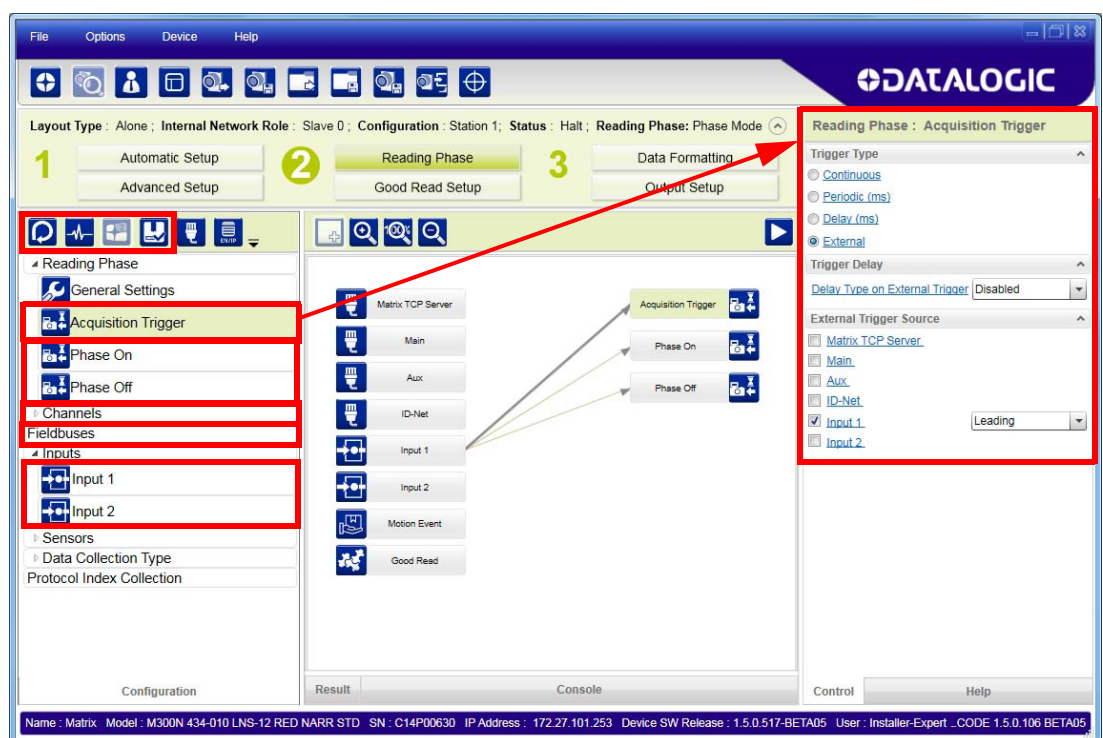 File Options Device Help
DATALOGIC
Layout Type : Alone ; Internal Network Role : Slave 0 ; Configuration : Station 1; Status : Halt ; Reading Phase: Phase Mode
1 Automatic Setup
Advanced Setup
2 Reading Phase
Good Read Setup
3 Data Formatting
Output Setup
EN/IP
Reading Phase
General Settings
Acquisition Trigger
Phase On
Phase Off
Channels
Fieldbuses
Inputs
Input 1
Input 2
Sensors
Data Collection Type
Protocol Index Collection
Configuration
100%
Matrix TCP Server
Main
Aux
ID-Net
Input 1
Input 2
Motion Event
Good Read
Acquisition Trigger
Phase On
Phase Off
Result Console
Reading Phase : Acquisition Trigger
Trigger Type
Continuous
Periodic (ms)
Delay (ms)
External
Trigger Delay
Delay Type on External Trigger Disabled
External Trigger Source
Matrix TCP Server
Main
Aux
ID-Net
Input 1 Leading
Input 2
Control Help
Name : Matrix Model : M300N 434-010 LNS-12 RED NARR STD SN : C14P00630 IP Address : 172.27.101.253 Device SW Release : 1.5.0.517-BETA05 User : Installer-Expert ..CODE 1.5.0.106 BETA05